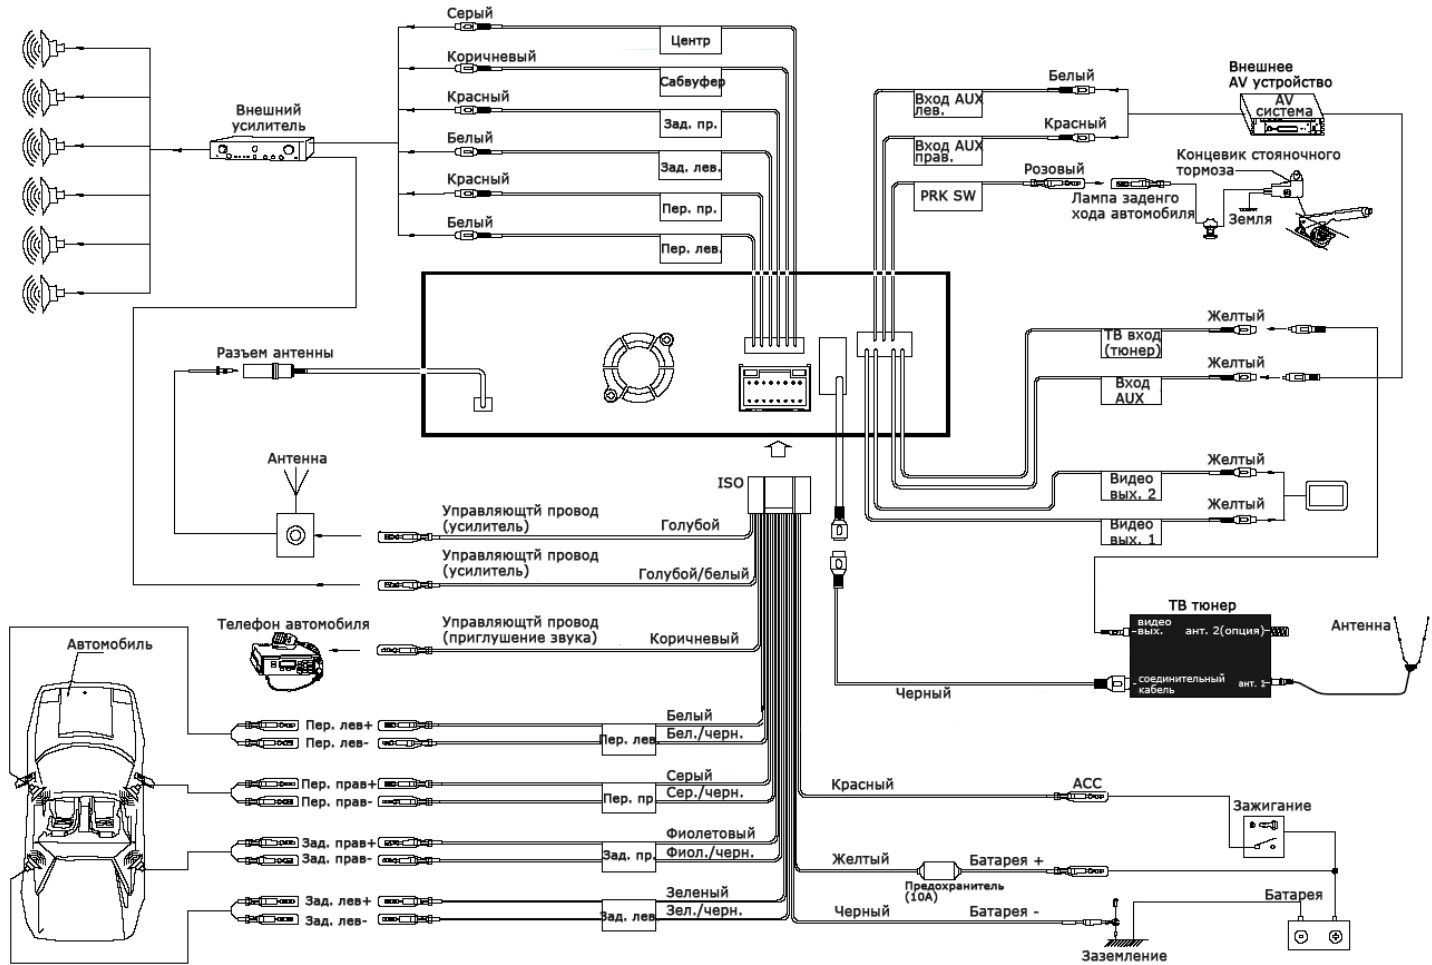 Серый
Центр
Коричневый
Сабвуфер
Красный
Зад. пр.
Белый
Зад. лев.
Красный
Пер. пр.
Белый
Пер. лев.
Внешний
усилитель
Белый
Вход AUX
лев.
Красный
Вход AUX
прав.
Розовый
PRK SW
Внешнее
AV устройство
AV
система
Концевик стояночного
тормоза
Лампа заденго
хода автомобиля
Земля
Разъем антенны
Антенна
Желтый
ТВ вход
(тюнер)
Желтый
Вход
AUX
Желтый
Видео
вых. 2
Желтый
Видео
вых. 1
ISO
Управляющтй провод
(усилитель)
Голубой
Управляющтй провод
(усилитель)
Голубой/белый
Телефон автомобиля
Управляющтй провод
(приглушение звука)
Коричневый
ТВ тюнер
видео
вых.
ант. 2(опция)
соединительный
кабель
ант. 1
Антенна
Черный
Автомобиль
Пер. лев+
Белый
Пер. лев-
Бел./черн.
Пер. лев.
Пер. прав+
Серый
Пер. прав-
Сер./черн.
Пер. пр.
Зад. прав+
Фиолетовый
Зад. прав-
Фиол./черн.
Зад. пр.
Зад. лев+
Зеленый
Зад. лев-
Зел./черн.
Зад. лев.
Красный
ACC
Зажигание
Желтый
Предохранитель
(10А)
Батарея +
Черный
Батарея -
Батарея
Заземление